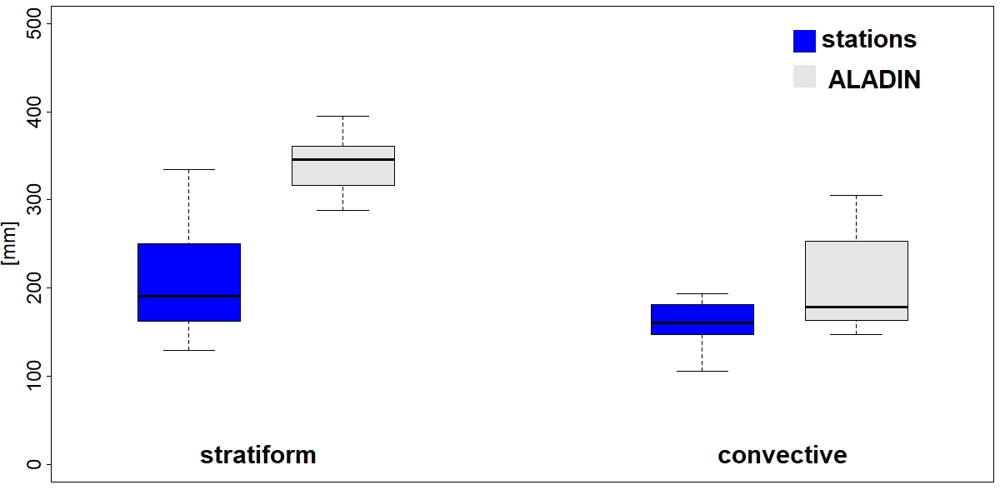 500
400
300
200
100
0
[mm]
stations
ALADIN
stratiform
convective